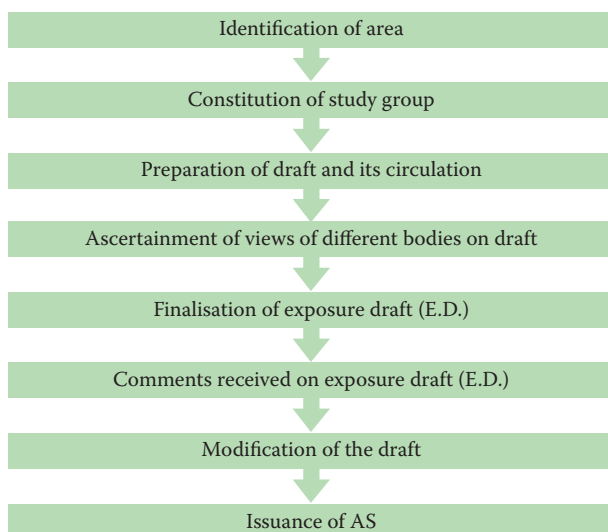 Identification of area
Constitution of study group
Preparation of draft and its circulation
Ascertainment of views of different bodies on draft
Finalisation of exposure draft (E.D.)
Comments received on exposure draft (E.D.)
Modification of the draft
Issuance of AS